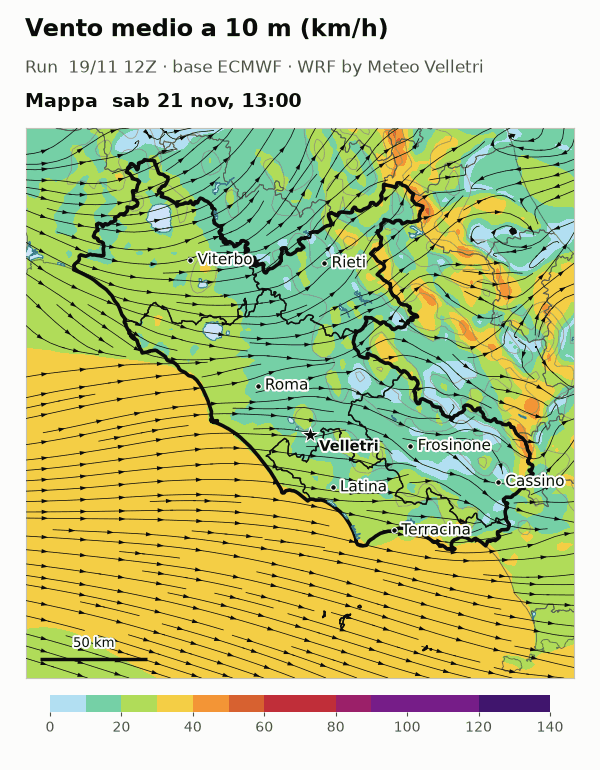 Vento medio a 10 m (km/h)
Run  19/11 12Z · base ECMWF · WRF by Meteo Velletri
Mappa  sab 21 nov, 13:00
Viterbo
Rieti
Roma
Velletri
Frosinone
Cassino
Latina
Terracina
50 km
0 20 40 60 80 100 120 140